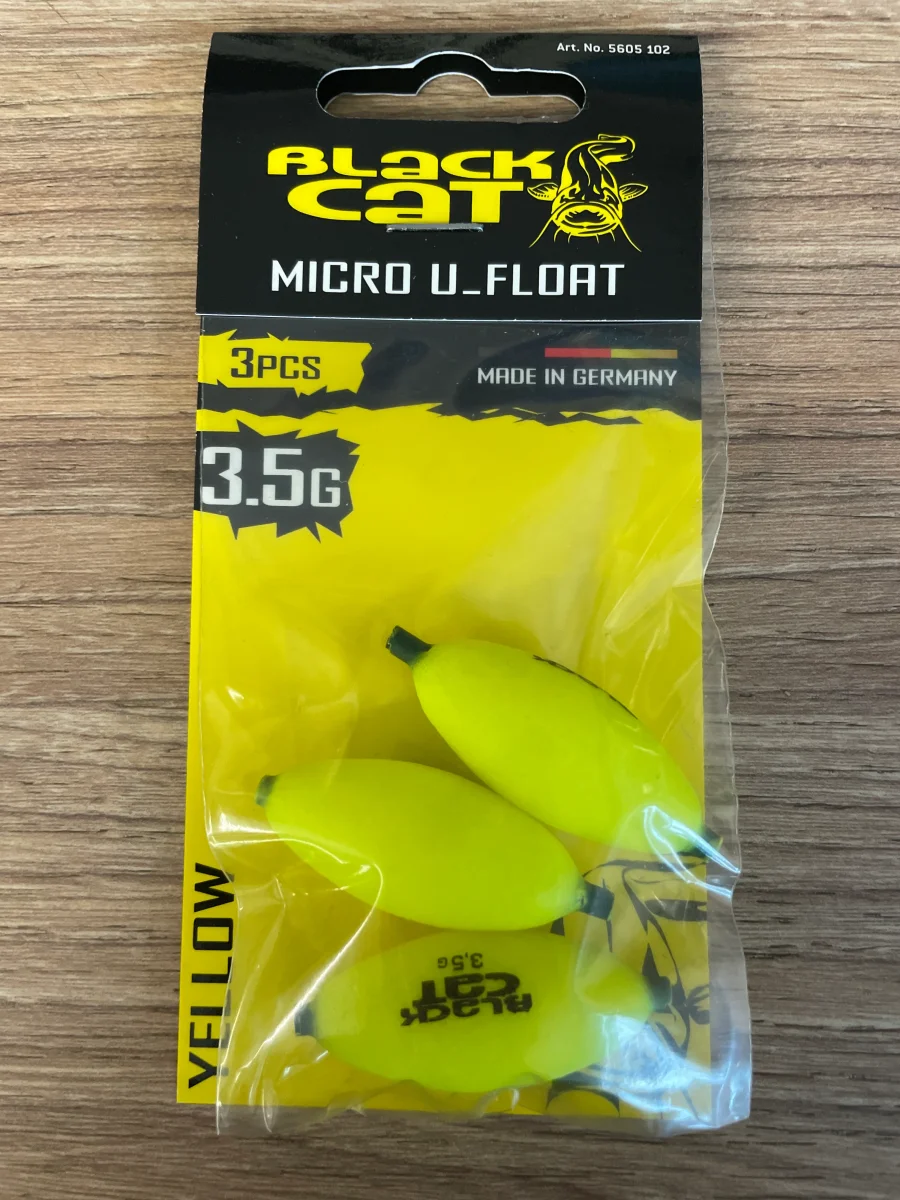 Art. No. 5605 102
BLACK
CAT
MICRO U_FLOAT
3PCS
MADE IN GERMANY
3.5G
YELLOW
BLACK
CAT
3,5G